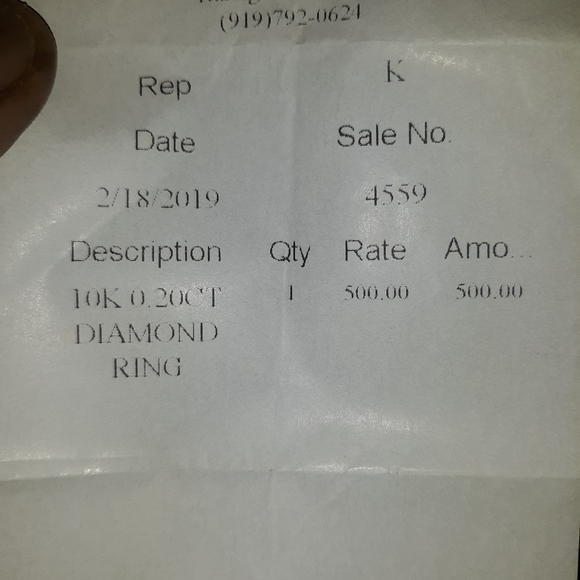 (919)792-0624
Rep K
Date Sale No.
2/18/2019 4559
Description Qty Rate Amo...
10K 0.20CT 1 500.00 500.00
DIAMOND
RING